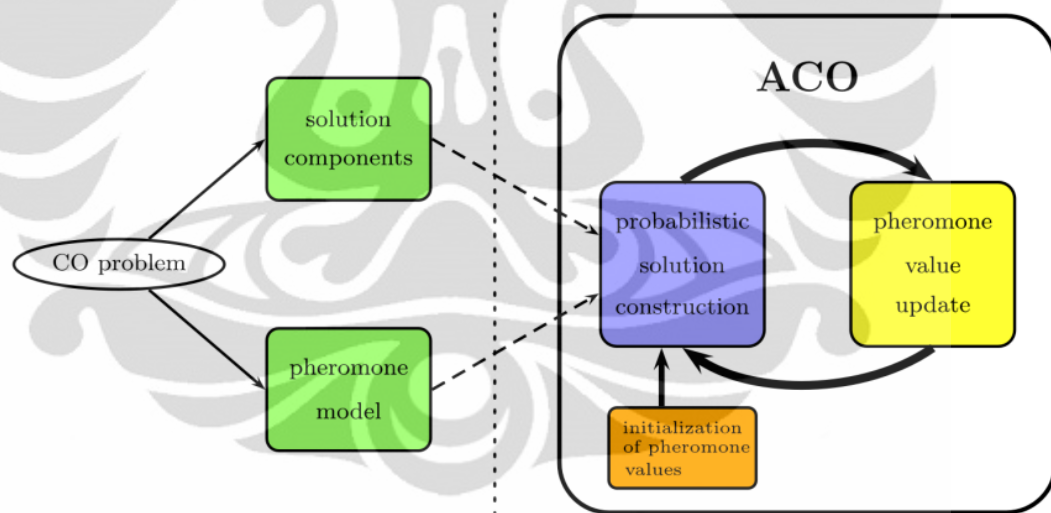 ACO
solution
components
CO problem
pheromone
model
probabilistic
solution
construction
pheromone
value
update
initialization
of pheromone
values